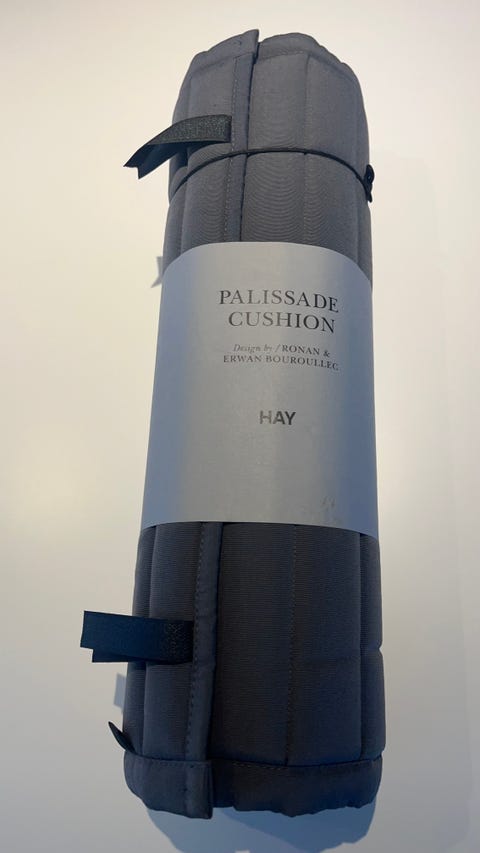 PALISSADE
CUSHION
Design by / RONAN &
ERWAN BOUROULLEC
HAY